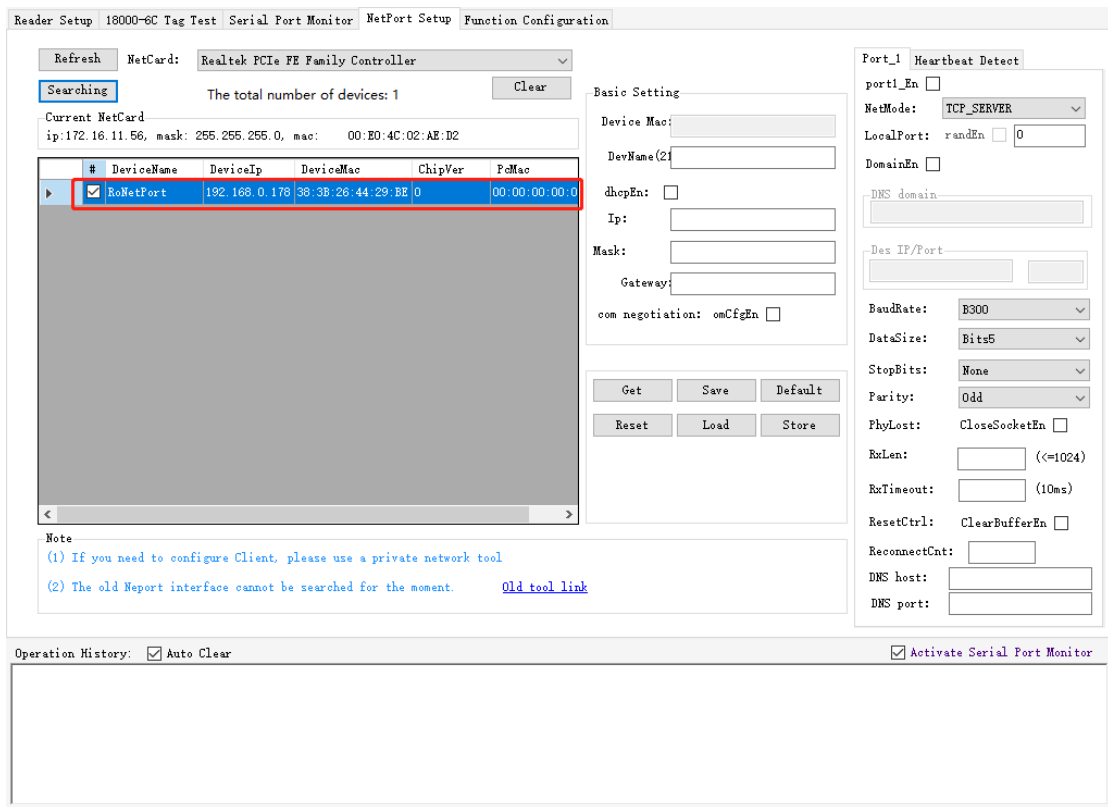 Reader Setup 18000-6C Tag Test Serial Port Monitor NetPort Setup Function Configuration
Refresh NetCard: Realtek PCIe FE Family Controller
Searching The total number of devices: 1 Clear
Current NetCard
ip:172.16.11.56, mask: 255.255.255.0, mac: 00:E0:4C:02:AE:D2
# DeviceName DeviceIp DeviceMac ChipVer PcMac
RoNetPort 192.168.0.178 38:3B:26:44:29:BE 0 00:00:00:00:0
Note
(1) If you need to configure Client, please use a private network tool
(2) The old Neport interface cannot be searched for the moment. Old tool link
Basic Setting
Device Mac:
DevName(21
dhcpEn:
Ip:
Mask:
Gateway:
com negotiation: omCfgEn
Get Save Default
Reset Load Store
Port_1 Heartbeat Detect
port1_En
NetMode: TCP_SERVER
LocalPort: randEn 0
DomainEn
DNS domain
Des IP/Port
BaudRate: B300
DataSize: Bits5
StopBits: None
Parity: Odd
PhyLost: CloseSocketEn
RxLen: (<=1024)
RxTimeout: (10ms)
ResetCtrl: ClearBufferEn
ReconnectCnt:
DNS host:
DNS port:
Operation History: Auto Clear Activate Serial Port Monitor